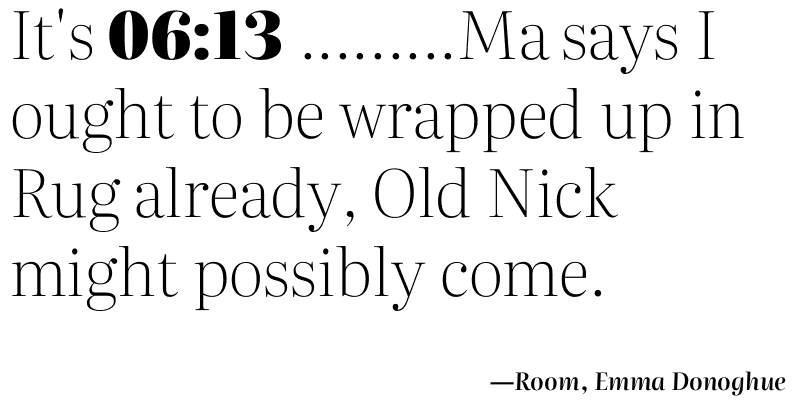 It's 06:13 .........Ma says I
ought to be wrapped up in
Rug already, Old Nick
might possibly come.
—Room, Emma Donoghue